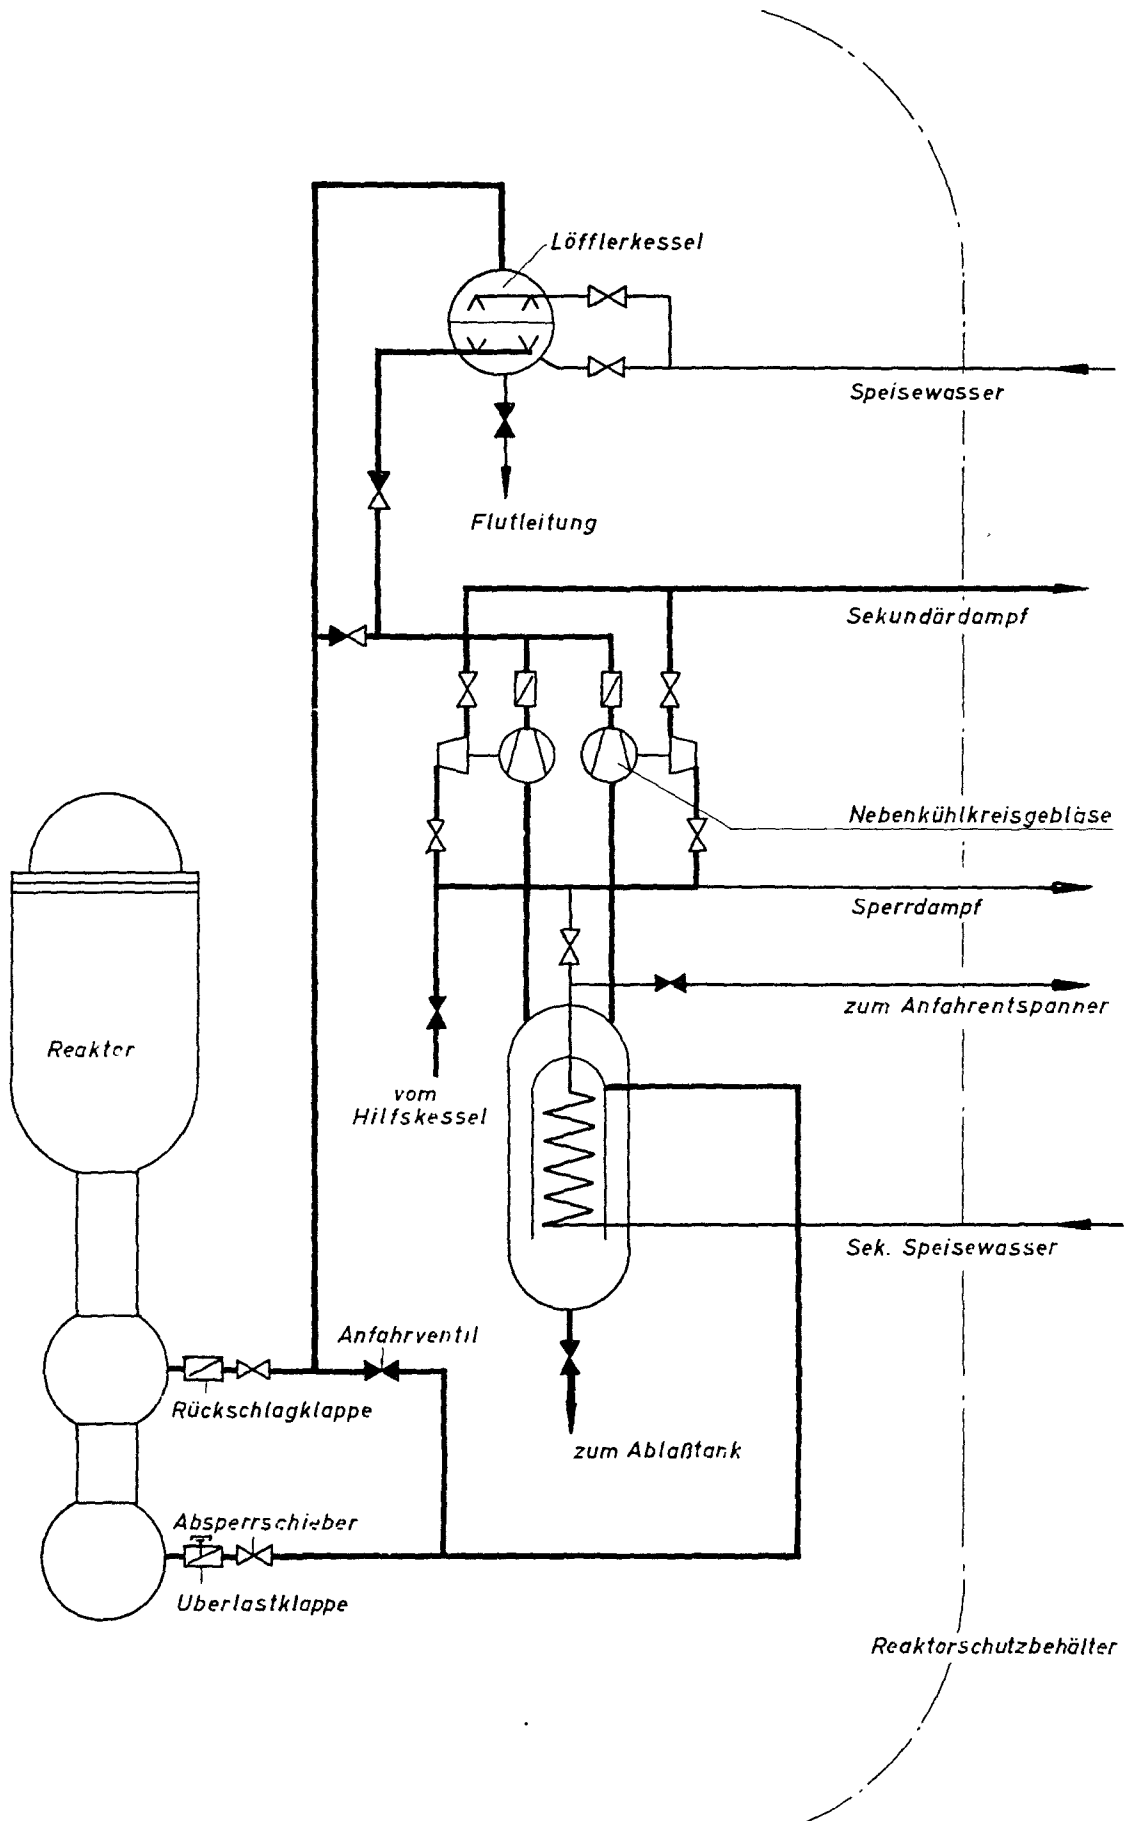 Löfflerkessel
Speisewasser
Flutleitung
Sekundärdampf
Nebenkühlkreisgebläse
Sperrdampf
zum Anfahrentspanner
Reaktor
vom
Hilfskessel
Sek. Speisewasser
Anfahrventil
Rückschlagklappe
zum Ablaßtank
Absperrschieber
Uberlastklappe
Reaktorschutzbehälter